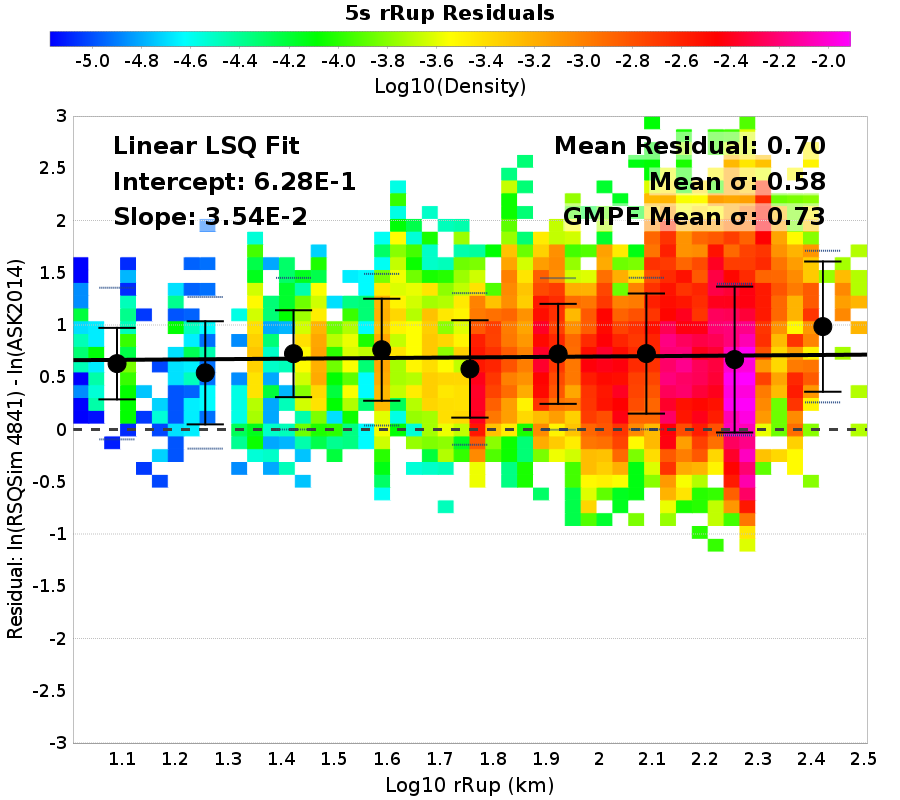 5s rRup Residuals
-5.0 -4.8 -4.6 -4.4 -4.2 -4.0 -3.8 -3.6 -3.4 -3.2 -3.0 -2.8 -2.6 -2.4 -2.2 -2.0
Log10(Density)
Linear LSQ Fit
Intercept: 6.28E-1
Slope: 3.54E-2
Mean Residual: 0.70
Mean σ: 0.58
GMPE Mean σ: 0.73
Residual: ln(RSQSim 4841) - ln(ASK2014)
3
2.5
2
1.5
1
0.5
0
-0.5
-1
-1.5
-2
-2.5
-3
1.1 1.2 1.3 1.4 1.5 1.6 1.7 1.8 1.9 2 2.1 2.2 2.3 2.4 2.5
Log10 rRup (km)